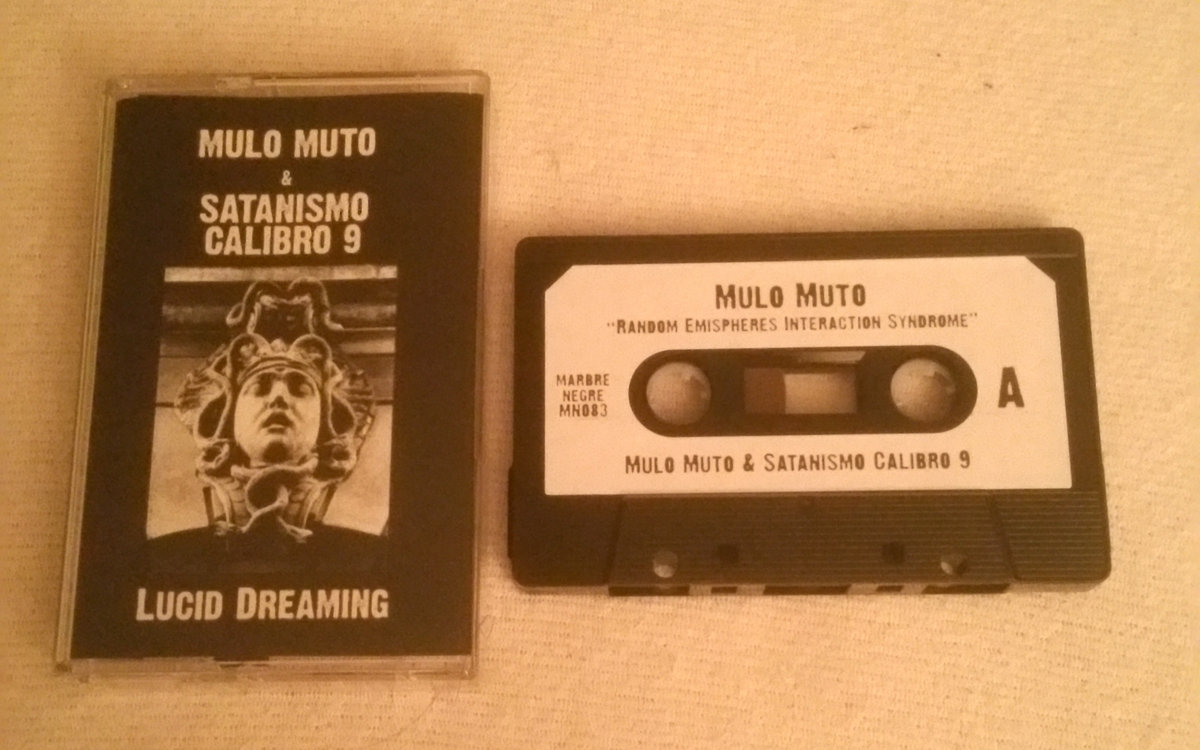 MULO MUTO
&
SATANISMO
CALIBRO 9
LUCID DREAMING
MULO MUTO
"RANDOM EMISPHERES INTERACTION SYNDROME"
MARBRE
NEGRE
MN083
A
MULO MUTO & SATANISMO CALIBRO 9